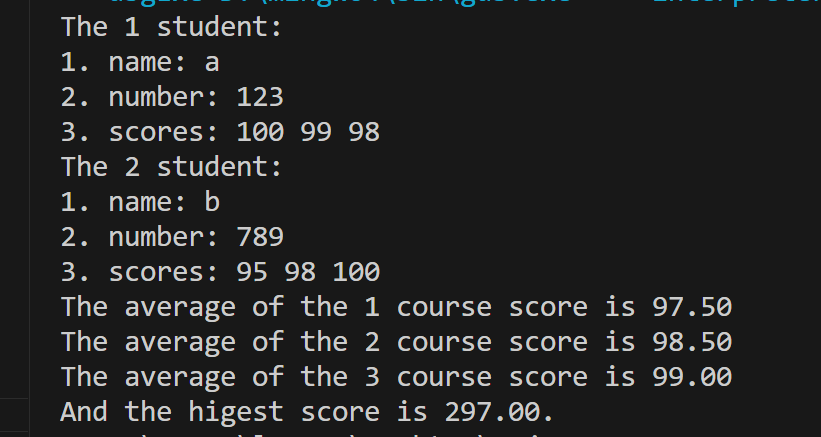 The 1 student:
1. name: a
2. number: 123
3. scores: 100 99 98
The 2 student:
1. name: b
2. number: 789
3. scores: 95 98 100
The average of the 1 course score is 97.50
The average of the 2 course score is 98.50
The average of the 3 course score is 99.00
And the higest score is 297.00.